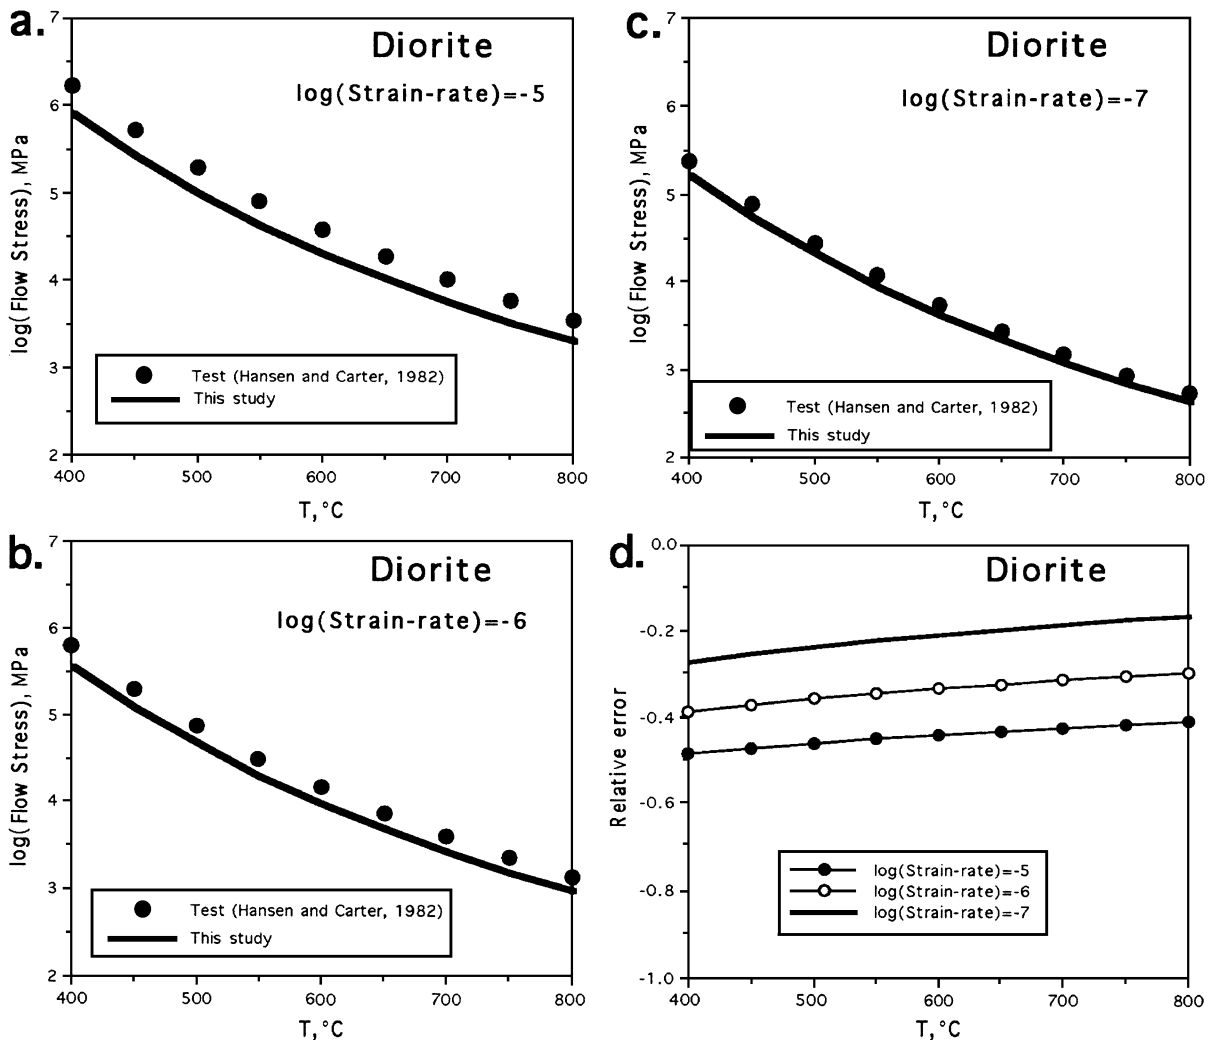 a.
Diorite
log(Strain-rate)=-5
log(Flow Stress), MPa
7
6
5
4
3
2
Test (Hansen and Carter, 1982)
This study
400
500
600
700
800
T,°C
c.
Diorite
log(Strain-rate)=-7
log(Flow Stress), MPa
7
6
5
4
3
2
Test (Hansen and Carter, 1982)
This study
400
500
600
700
800
T,°C
b.
Diorite
log(Strain-rate)=-6
log(Flow Stress), MPa
7
6
5
4
3
2
Test (Hansen and Carter, 1982)
This study
400
500
600
700
800
T,°C
d.
Diorite
Relative error
0.0
-0.2
-0.4
-0.6
-0.8
-1.0
log(Strain-rate)=-5
log(Strain-rate)=-6
log(Strain-rate)=-7
400
500
600
700
800
T,°C